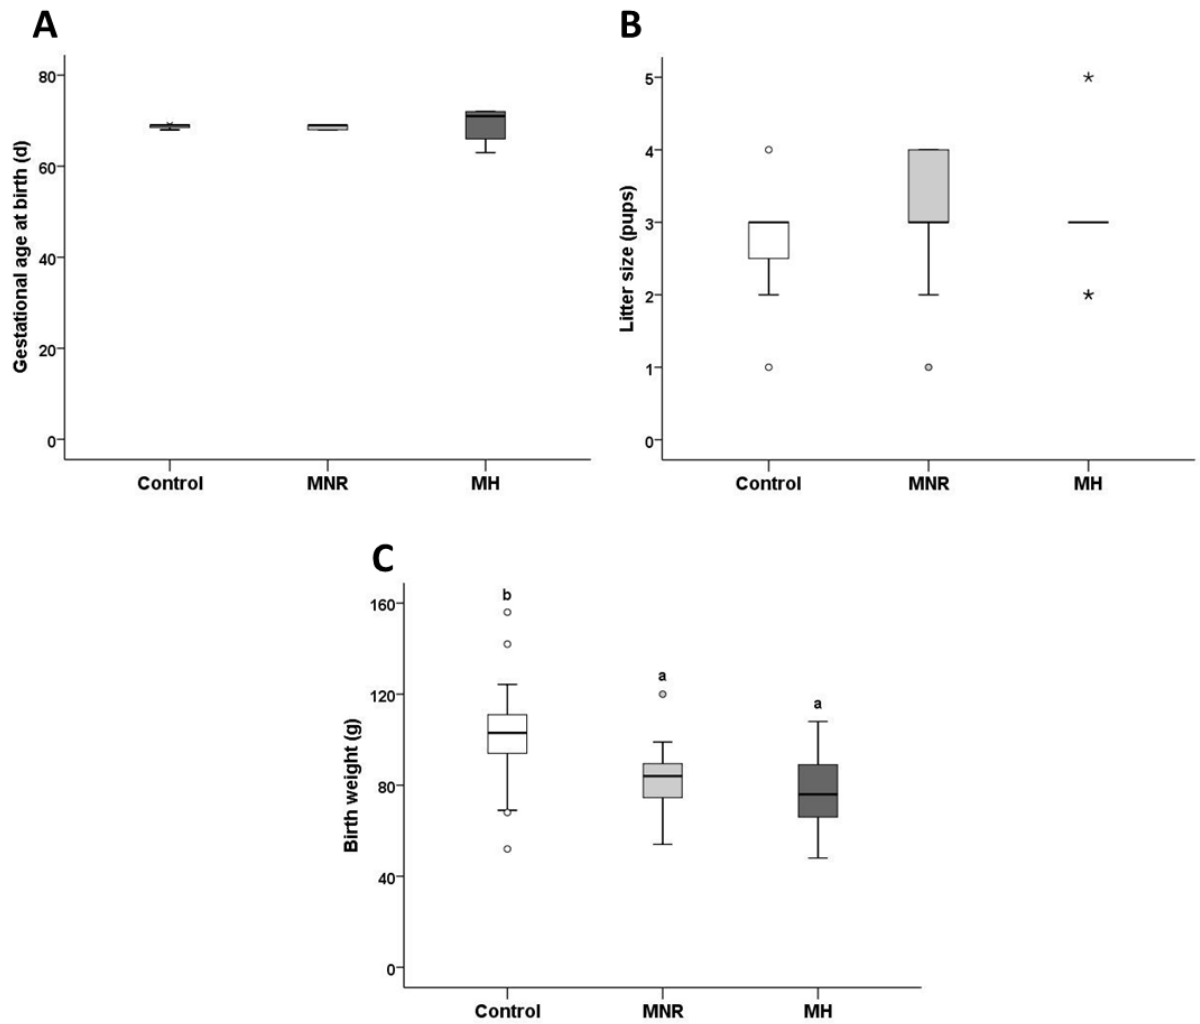 A
Gestational age at birth (d)
80
60
40
20
0
Control MNR MH
B
Litter size (pups)
5
4
3
2
1
0
Control MNR MH
C
Birth weight (g)
160
120
80
40
0
b
a
a
Control MNR MH